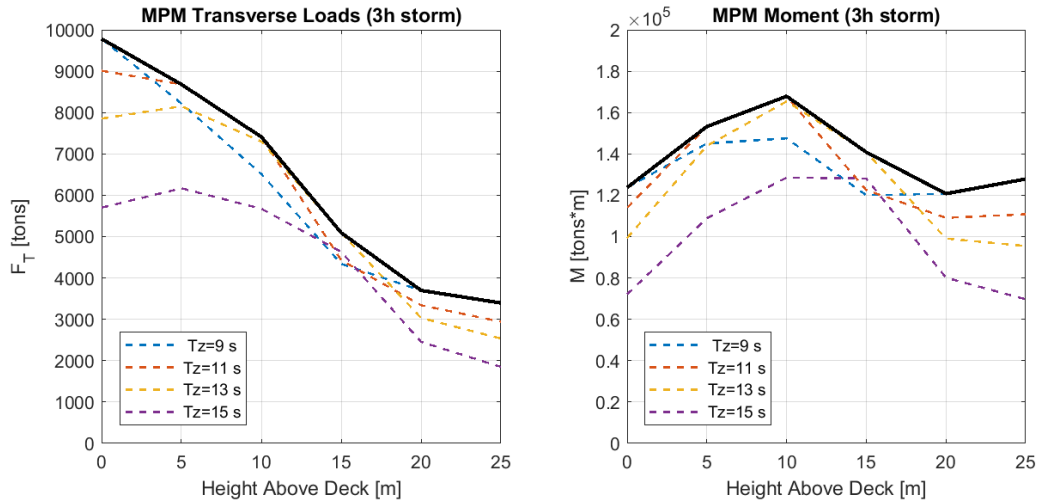 MPM Transverse Loads (3h storm)
10000
9000
8000
7000
6000
5000
4000
3000
2000
1000
0
F_T [tons]
Tz=9 s
Tz=11 s
Tz=13 s
Tz=15 s
0 5 10 15 20 25
Height Above Deck [m]
MPM Moment (3h storm)
×10^5
2
1.8
1.6
1.4
1.2
1
0.8
0.6
0.4
0.2
0
M [tons*m]
Tz=9 s
Tz=11 s
Tz=13 s
Tz=15 s
0 5 10 15 20 25
Height Above Deck [m]